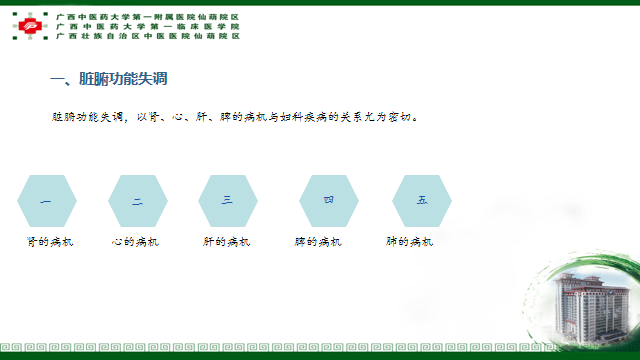 广西中医药大学第一附属医院仙葫院区
广西中医药大学第一临床医学院
广西壮族自治区中医医院仙葫院区
一、脏腑功能失调
脏腑功能失调，以肾、心、肝、脾的病机与妇科疾病的关系尤为密切。
一 二 三 四 五
肾的病机 心的病机 肝的病机 脾的病机 肺的病机